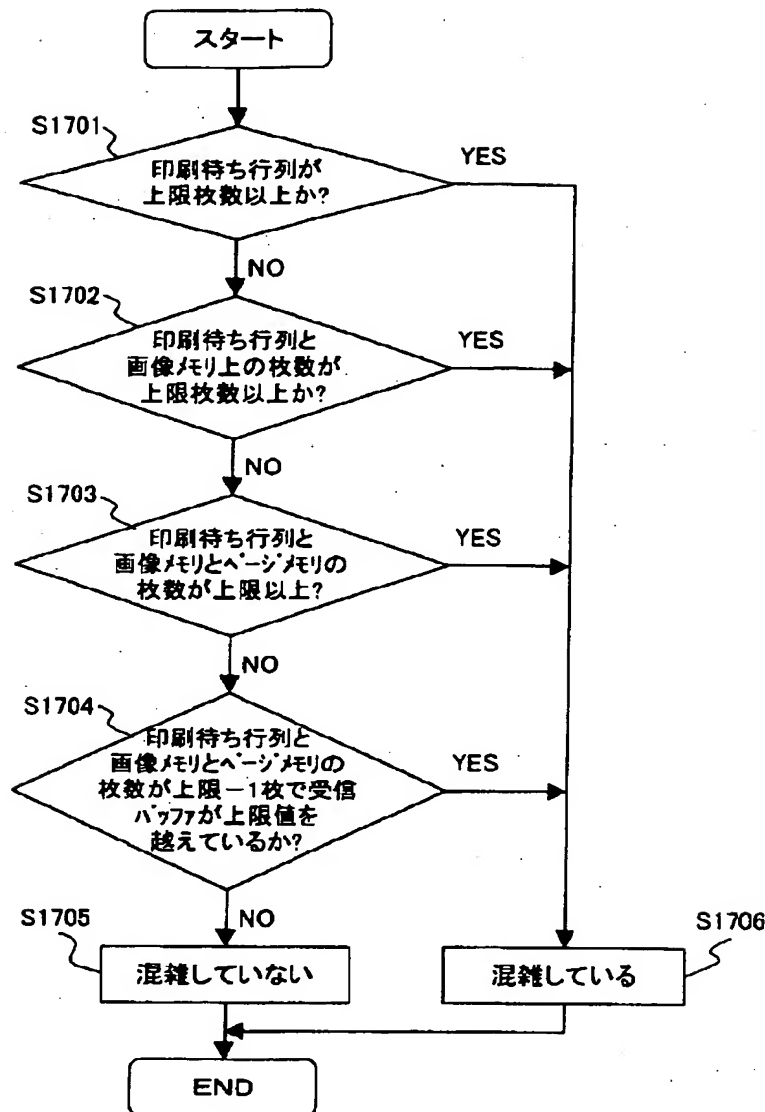 スタート
S1701
印刷待ち行列が
上限枚数以上か?
YES
NO
S1702
印刷待ち行列と
画像メモリ上の枚数が
上限枚数以上か?
YES
NO
S1703
印刷待ち行列と
画像メモリとページメモリの
枚数が上限以上?
YES
NO
S1704
印刷待ち行列と
画像メモリとページメモリの
枚数が上限－1枚で受信
バッファが上限値を
越えているか?
YES
NO
S1705
混雑していない
S1706
混雑している
END